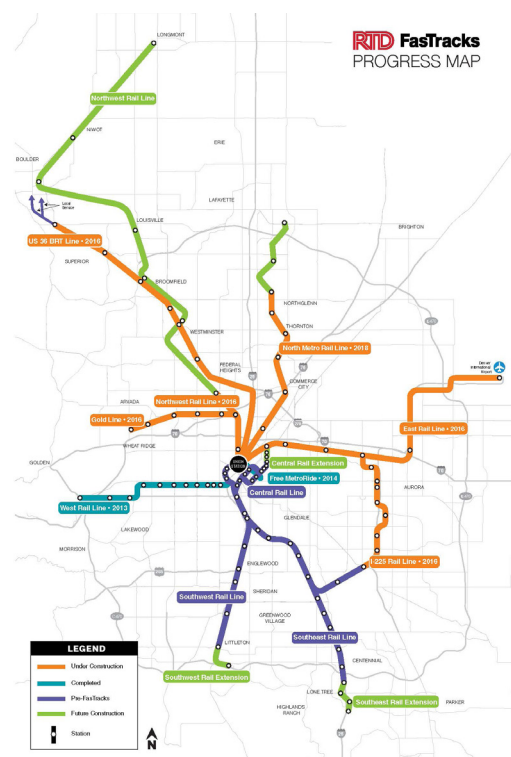 RTD FasTracks
PROGRESS MAP
LONGMONT
Northwest Rail Line
NIWOT
ERIE
BOULDER
LAFAYETTE
LOUISVILLE
BRIGHTON
US 36 BRT Line • 2016
SUPERIOR
BROOMFIELD
NORTHGLENN
WESTMINSTER
THORNTON
North Metro Rail Line • 2018
FEDERAL
HEIGHTS
Denver
International
Airport
COMMERCE
CITY
Northwest Rail Line • 2016
ARVADA
Gold Line • 2016
East Rail Line • 2016
WHEAT RIDGE
GOLDEN
UNION
STATION
Central Rail Extension
Free MetroRide • 2014
Central Rail Line
AURORA
West Rail Line • 2013
GLENDALE
LAKEWOOD
MORRISON
ENGLEWOOD
I-225 Rail Line • 2016
SHERIDAN
Southwest Rail Line
GREENWOOD
VILLAGE
Southeast Rail Line
LITTLETON
CENTENNIAL
Southwest Rail Extension
LONE TREE
Southeast Rail Extension
PARKER
HIGHLANDS
RANCH
LEGEND
Under Construction
Completed
Pre-FasTracks
Future Construction
Station
N